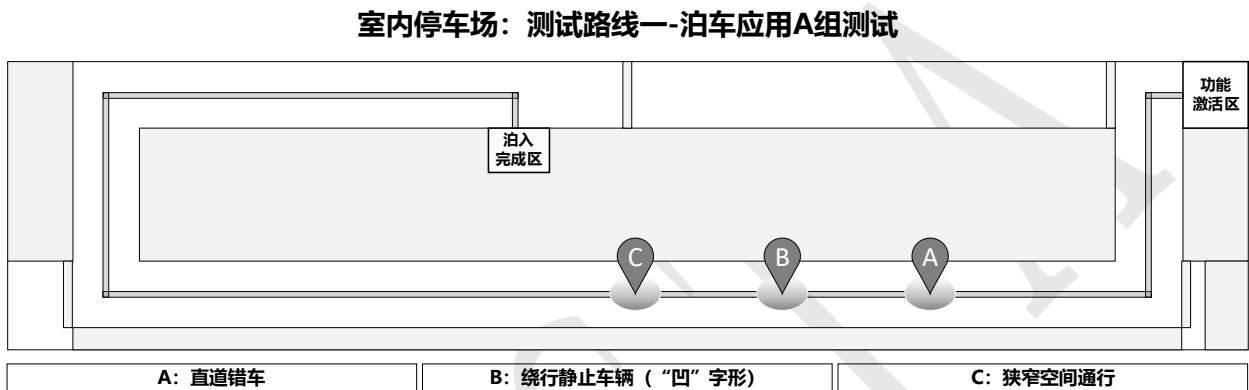 室内停车场：测试路线一-泊车应用A组测试
功能
激活区
泊入
完成区
C
B
A
A：直道错车
B：绕行静止车辆（“凹”字形）
C：狭窄空间通行